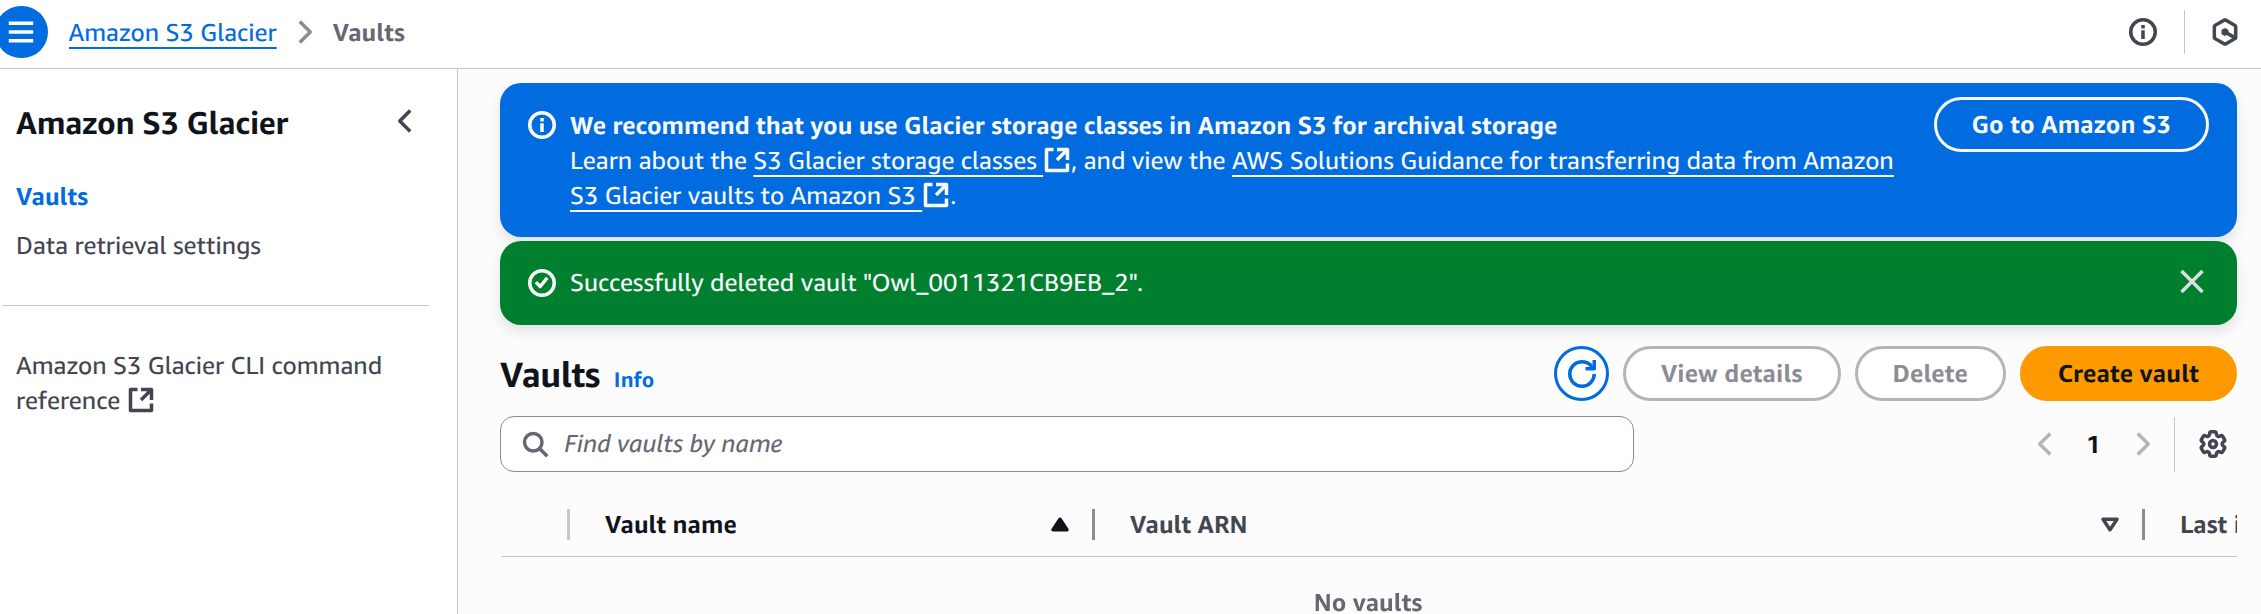 Amazon S3 Glacier > Vaults
Amazon S3 Glacier
Vaults
Data retrieval settings
Amazon S3 Glacier CLI command
reference
We recommend that you use Glacier storage classes in Amazon S3 for archival storage
Learn about the S3 Glacier storage classes, and view the AWS Solutions Guidance for transferring data from Amazon
S3 Glacier vaults to Amazon S3.
Go to Amazon S3
Successfully deleted vault "Owl_0011321CB9EB_2".
Vaults Info
View details
Delete
Create vault
Find vaults by name
1
Vault name
Vault ARN
Last
No vaults